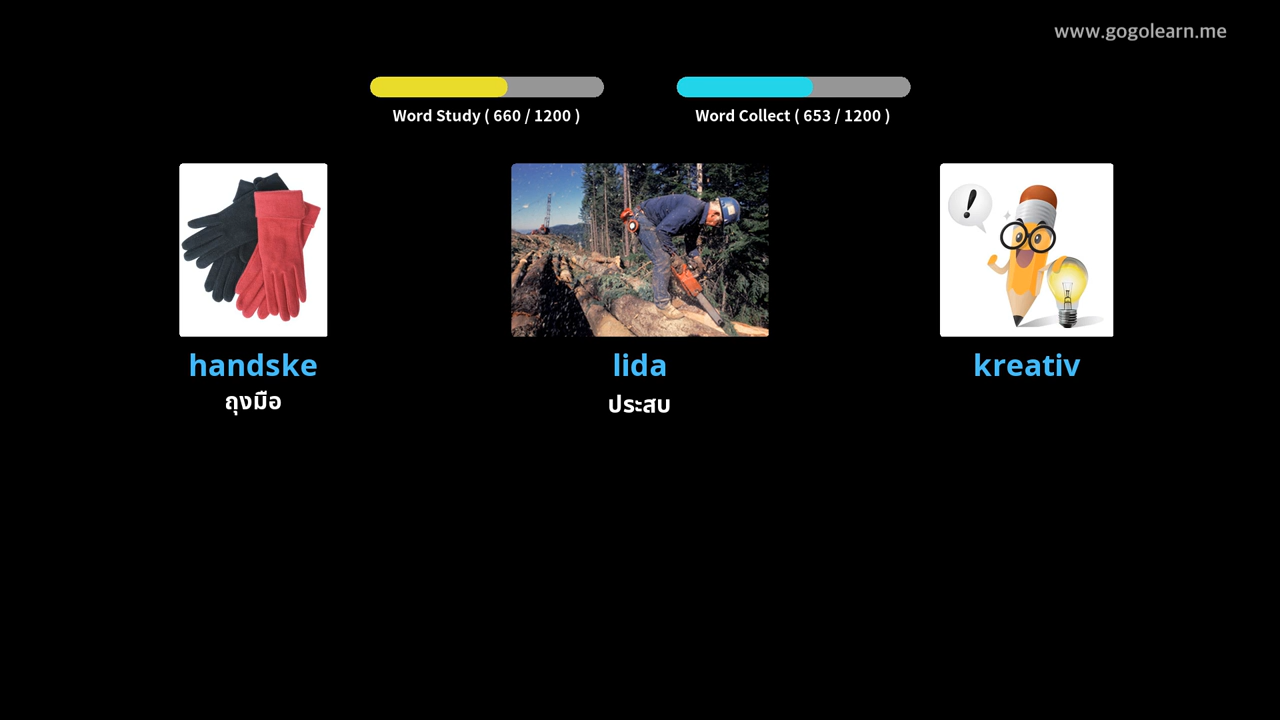 www.gogolearn.me
Word Study ( 660 / 1200 )
Word Collect ( 653 / 1200 )
handske
lida
kreativ
ถุงมือ
ประสบ